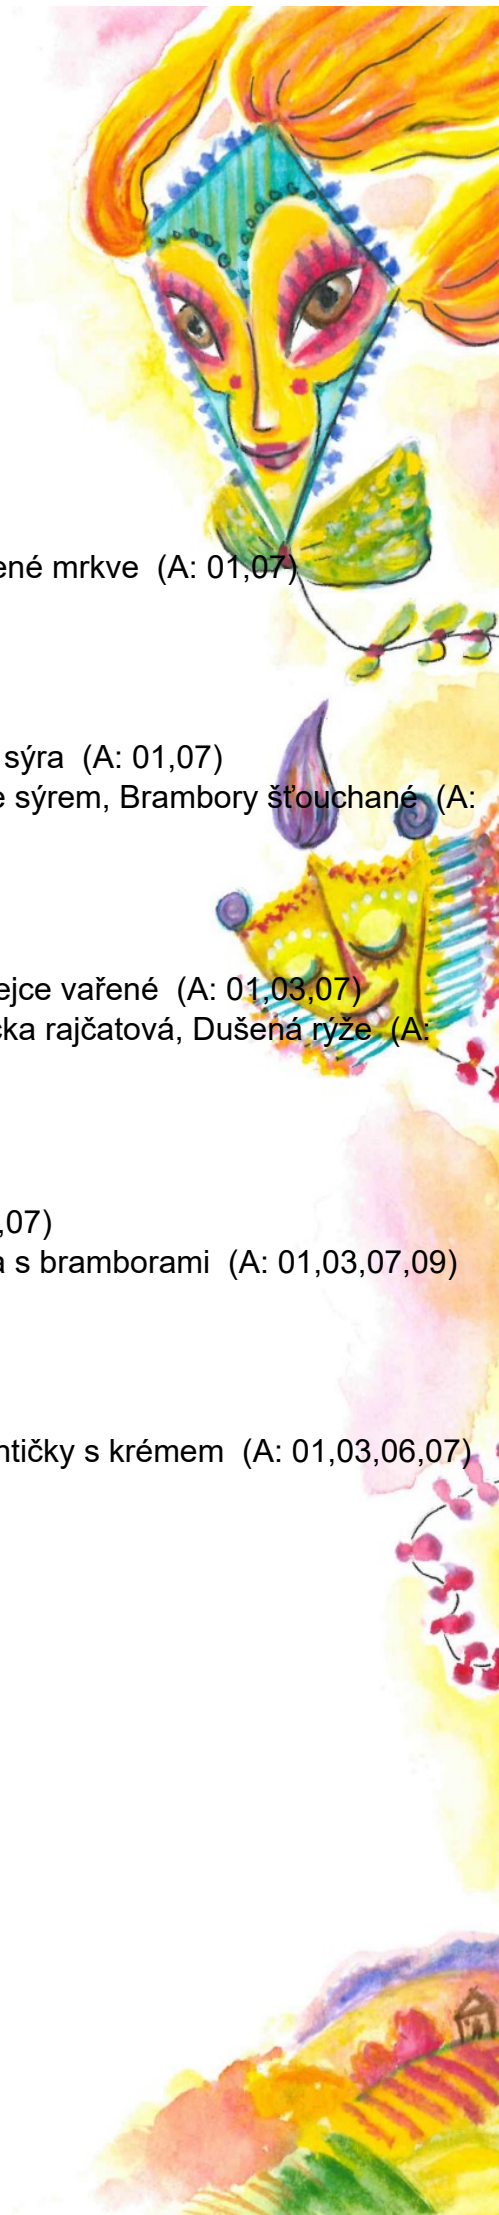 ené mrkve (A: 01,07)
sýra (A: 01,07)
e sýrem, Brambory šťouchané (A:
ejce vařené (A: 01,03,07)
čka rajčatová, Dušená rýže (A:
,07)
a s bramborami (A: 01,03,07,09)
ntičky s krémem (A: 01,03,06,07)